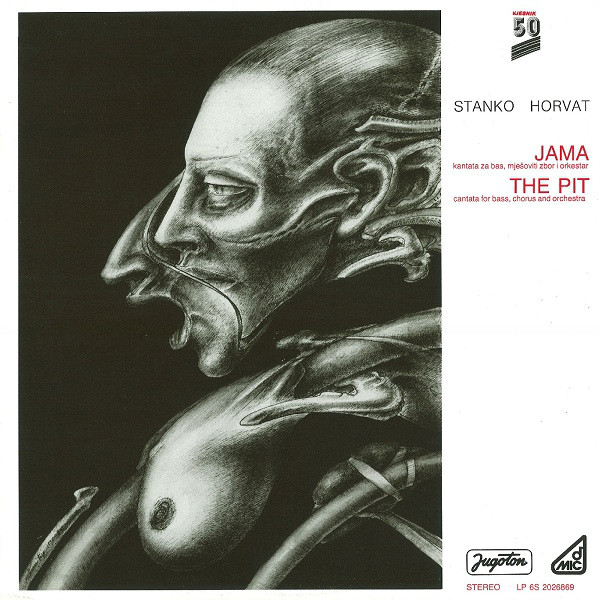 VJESNIK
50
STANKO HORVAT
JAMA
kantata za bas, mješoviti zbor i orkestar
THE PIT
cantata for bass, chorus and orchestra
Jugoton
d
MIC
STEREO LP 6S 2026869